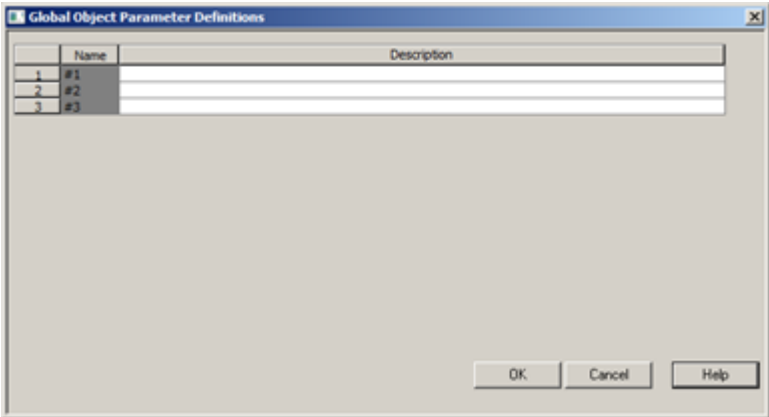 Global Object Parameter Definitions
Name Description
1 #1
2 #2
3 #3
OK Cancel Help